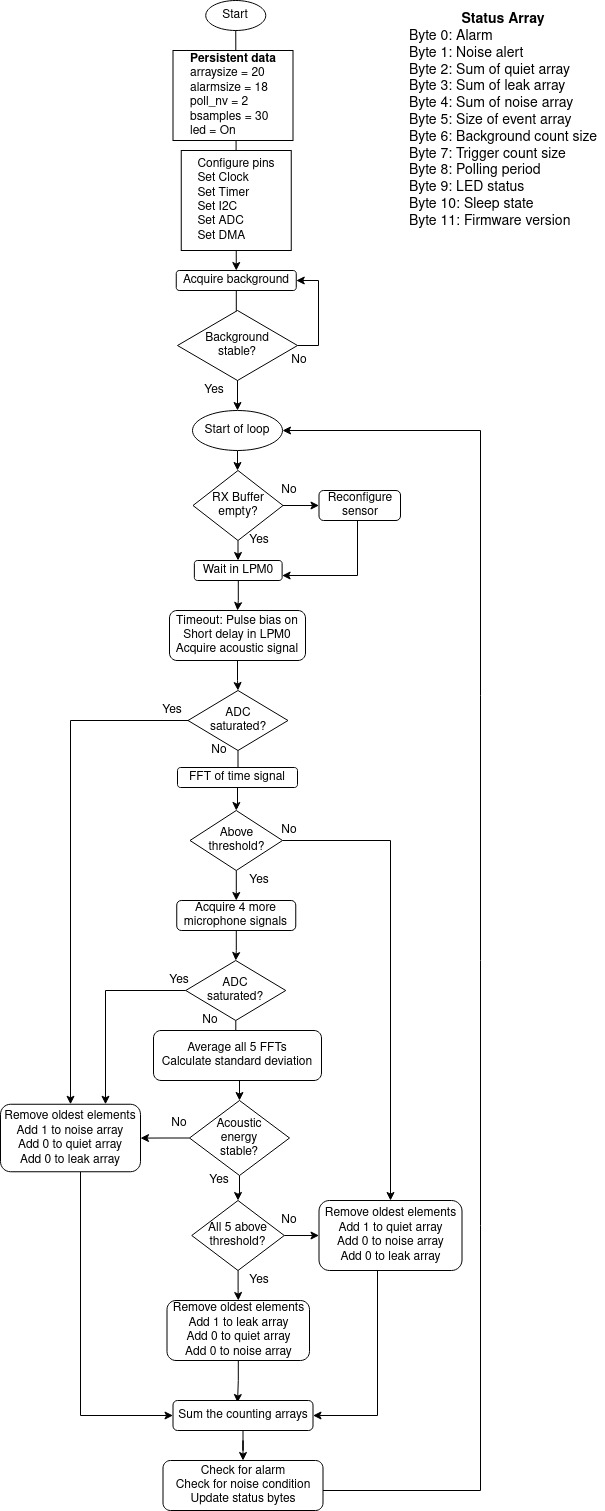 Start
Persistent data
arraysize = 20
alarmsize = 18
poll_nv = 2
bsamples = 30
led = On
Configure pins
Set Clock
Set Timer
Set I2C
Set ADC
Set DMA
Status Array
Byte 0: Alarm
Byte 1: Noise alert
Byte 2: Sum of quiet array
Byte 3: Sum of leak array
Byte 4: Sum of noise array
Byte 5: Size of event array
Byte 6: Background count size
Byte 7: Trigger count size
Byte 8: Polling period
Byte 9: LED status
Byte 10: Sleep state
Byte 11: Firmware version
Acquire background
Background
stable?
No
Yes
Start of loop
RX Buffer
empty?
No
Reconfigure
sensor
Yes
Wait in LPM0
Timeout: Pulse bias on
Short delay in LPM0
Acquire acoustic signal
ADC
saturated?
Yes
No
FFT of time signal
Above
threshold?
No
Yes
Acquire 4 more
microphone signals
ADC
saturated?
Yes
No
Average all 5 FFTs
Calculate standard deviation
Remove oldest elements
Add 1 to noise array
Add 0 to quiet array
Add 0 to leak array
Acoustic
energy
stable?
No
Yes
All 5 above
threshold?
No
Yes
Remove oldest elements
Add 1 to quiet array
Add 0 to noise array
Add 0 to leak array
Remove oldest elements
Add 1 to leak array
Add 0 to quiet array
Add 0 to noise array
Sum the counting arrays
Check for alarm
Check for noise condition
Update status bytes